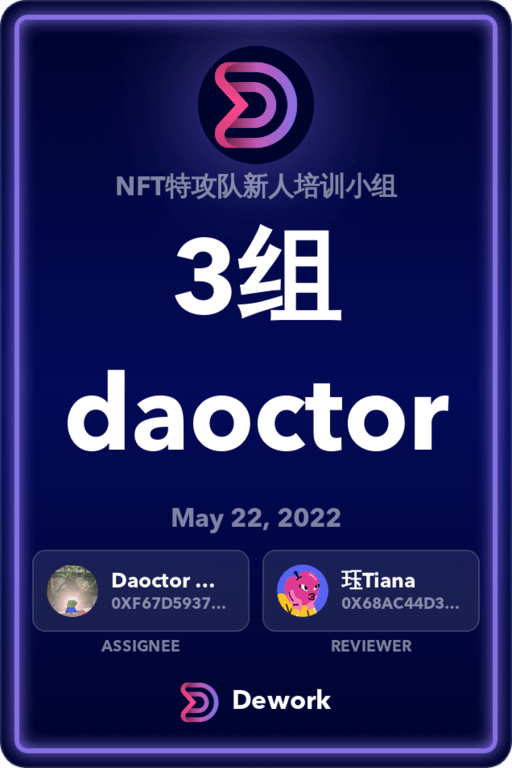 NFT特攻队新人培训小组
3组
daoctor
May 22, 2022
Daoctor ...
0XF67D5937...
ASSIGNEE
珏Tiana
0X68AC44D3...
REVIEWER
Dework